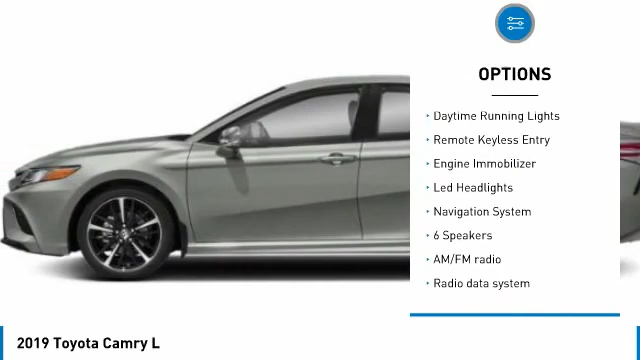 OPTIONS
Daytime Running Lights
Remote Keyless Entry
Engine Immobilizer
Led Headlights
Navigation System
6 Speakers
AM/FM radio
Radio data system
2019 Toyota Camry L